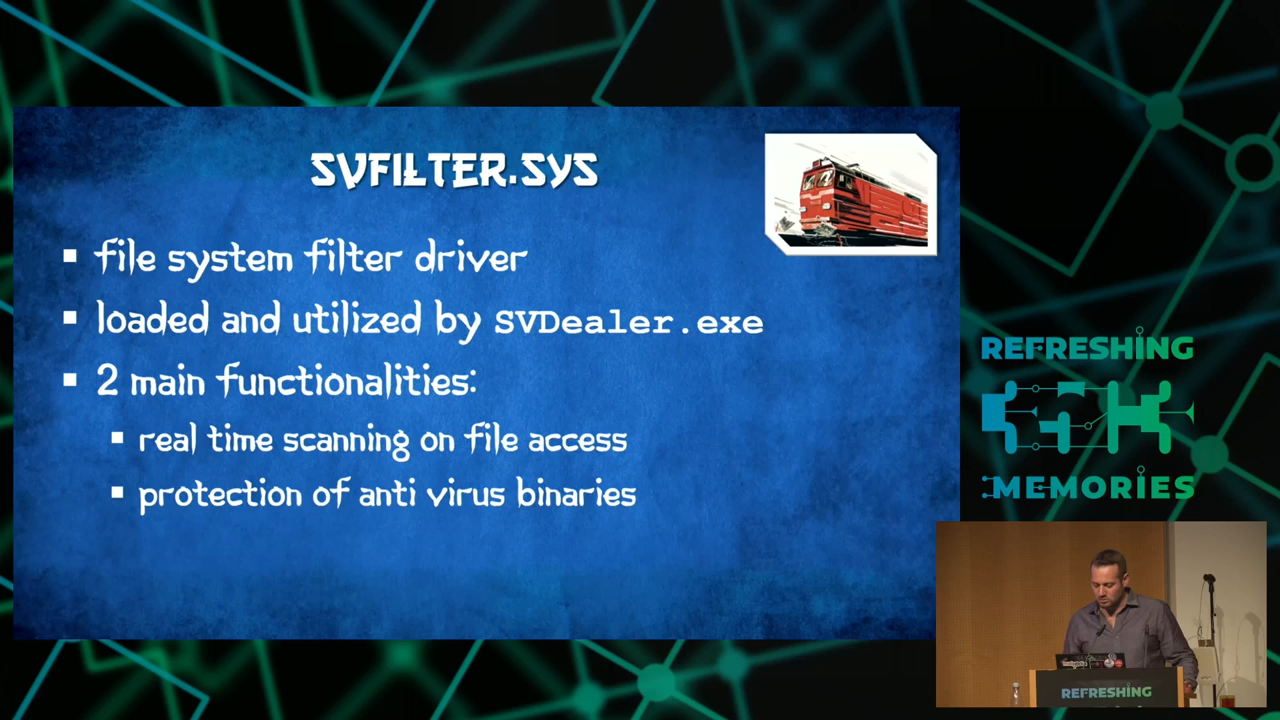 SVFILTER.SYS
file system filter driver
loaded and utilized by SVDealer.exe
2 main functionalities:
real time scanning on file access
protection of anti virus binaries
REFRESHING
MEMORIES
REFRESHING